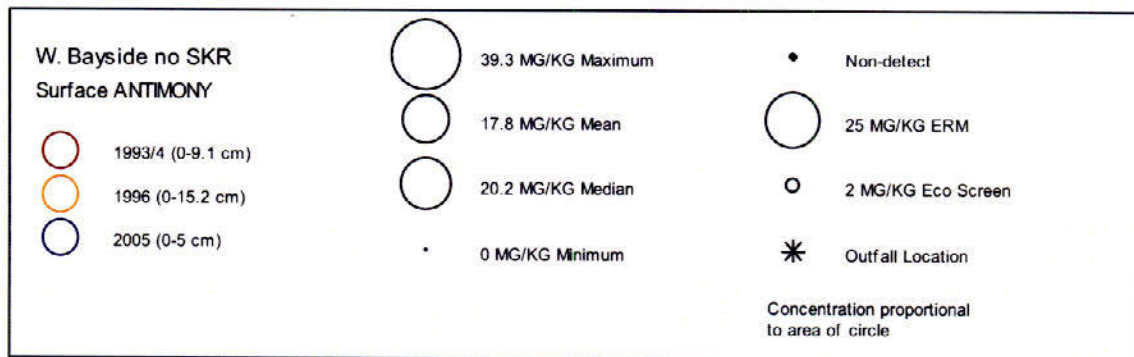 W. Bayside no SKR
Surface ANTIMONY
1993/4 (0-9.1 cm)
1996 (0-15.2 cm)
2005 (0-5 cm)
39.3 MG/KG Maximum
17.8 MG/KG Mean
20.2 MG/KG Median
0 MG/KG Minimum
Non-detect
25 MG/KG ERM
2 MG/KG Eco Screen
Outfall Location
Concentration proportional
to area of circle